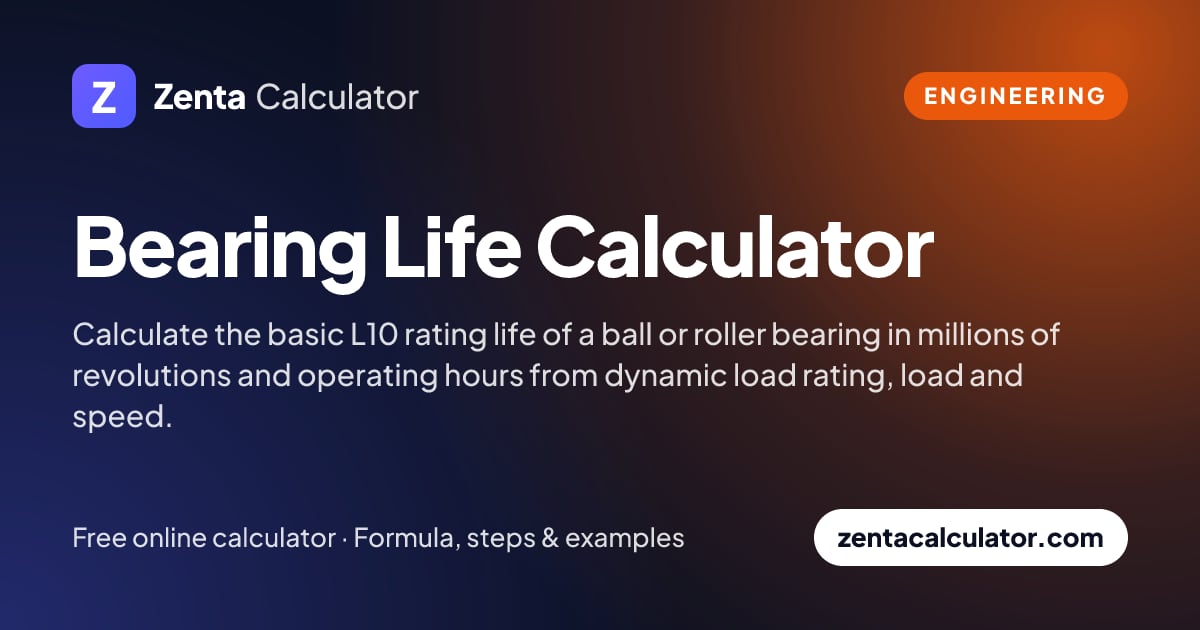 Z
Zenta Calculator
ENGINEERING
Bearing Life Calculator
Calculate the basic L10 rating life of a ball or roller bearing in millions of
revolutions and operating hours from dynamic load rating, load and
speed.
Free online calculator · Formula, steps & examples
zentacalculator.com